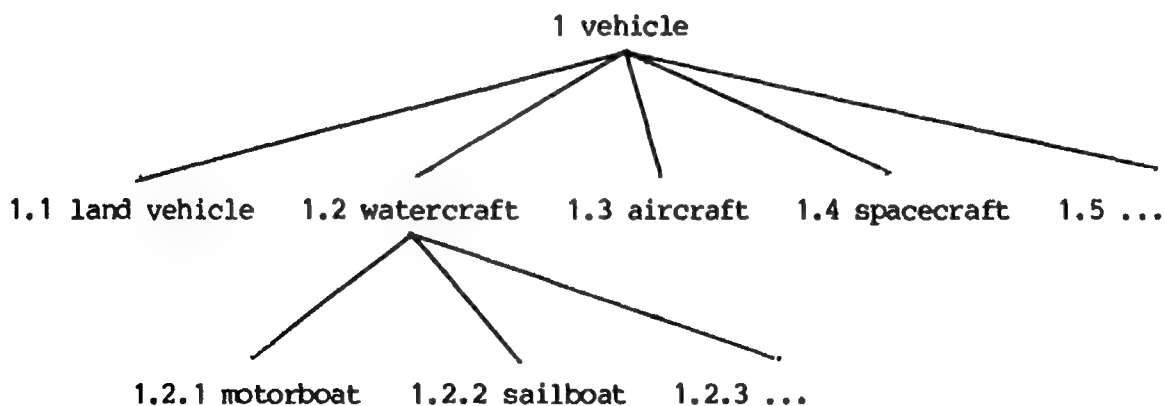 1 vehicle
1.1 land vehicle 1.2 watercraft 1.3 aircraft 1.4 spacecraft 1.5 ...
1.2.1 motorboat 1.2.2 sailboat 1.2.3 ...